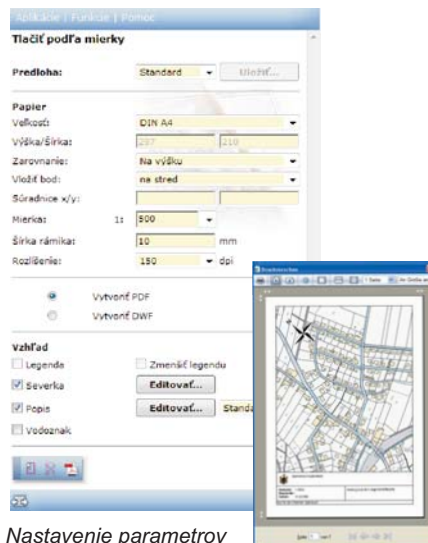 Aplikácie | Funkcie | Pomoc
Tlačiť podľa mierky
Predloha: Standard Uložiť...
Papier
Veľkosť: DIN A4
Výška/Šírka: 297 210
Zarovnanie: Na výšku
Vložiť bod: na stred
Súradnice x/y:
Mierka: 1: 500
Šírka rámika: 10 mm
Rozlíšenie: 150 dpi
Vytvoriť PDF
Vytvoriť DWF
Vzhľad
Legenda Zmenšiť legendu
Severka Editovať...
Popis Editovať... Standa
Vodoznak
Nastavenie parametrov